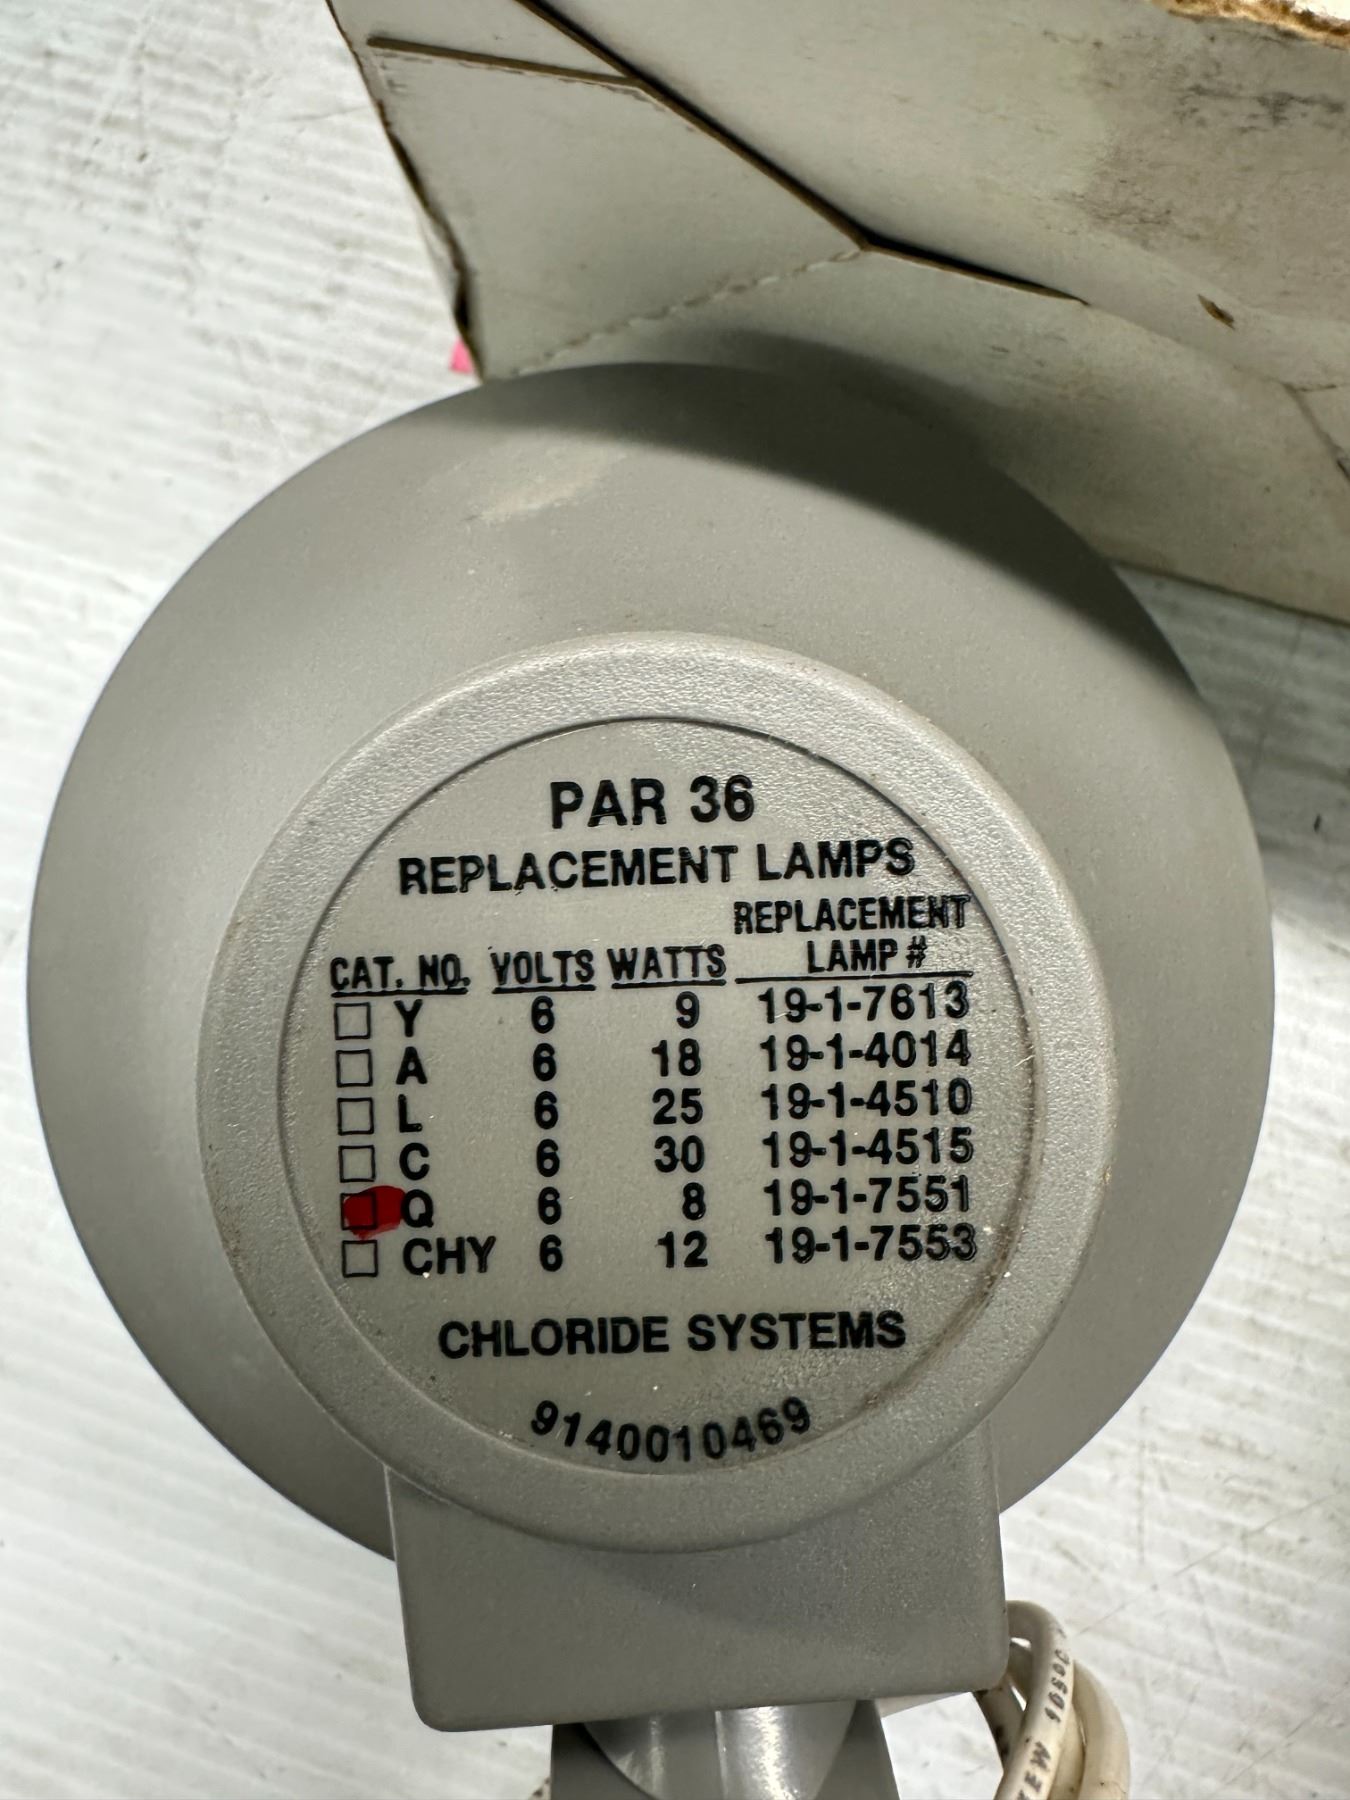 PAR 36
REPLACEMENT LAMPS
REPLACEMENT
CAT. NO. VOLTS WATTS LAMP #
Y 6 9 19-1-7613
A 6 18 19-1-4014
L 6 25 19-1-4510
C 6 30 19-1-4515
Q 6 8 19-1-7551
CHY 6 12 19-1-7553
CHLORIDE SYSTEMS
9140010469